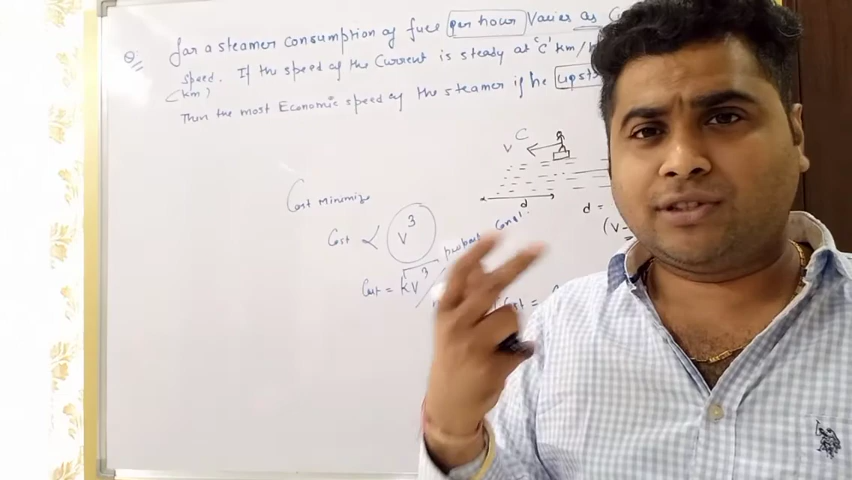 Q for a steamer consumption of fuel per hour Varies as C
speed. If the speed of the Current is steady at 'C' km/h
(km)
Then the most Economic speed of the steamer if he upst
V C
d
d =
(V-
Cost Minimize
Cost ∝ V³
Cost = KV³